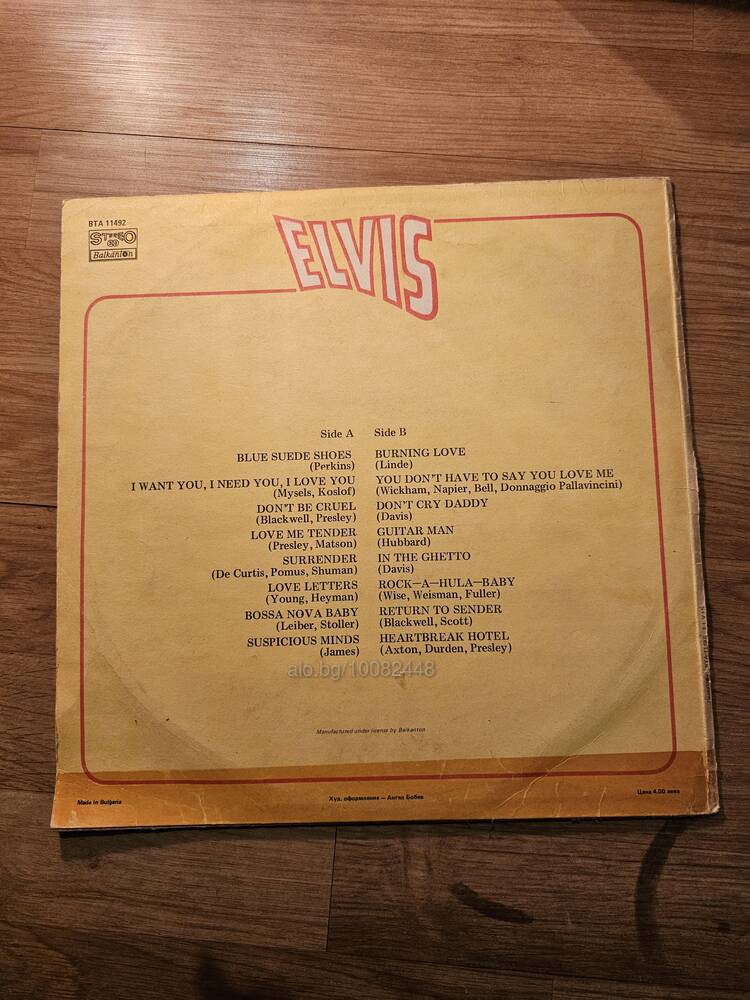 BTA 11492
STEREO
Balkanton
ELVIS
Side A
BLUE SUEDE SHOES
(Perkins)
I WANT YOU, I NEED YOU, I LOVE YOU
(Mysels, Koslof)
DON'T BE CRUEL
(Blackwell, Presley)
LOVE ME TENDER
(Presley, Matson)
SURRENDER
(De Curtis, Pomus, Shuman)
LOVE LETTERS
(Young, Heyman)
BOSSA NOVA BABY
(Leiber, Stoller)
SUSPICIOUS MINDS
(James)
Side B
BURNING LOVE
(Linde)
YOU DON'T HAVE TO SAY YOU LOVE ME
(Wickham, Napier, Bell, Donnaggio Pallavincini)
DON'T CRY DADDY
(Davis)
GUITAR MAN
(Hubbard)
IN THE GHETTO
(Davis)
ROCK—A—HULA—BABY
(Wise, Weisman, Fuller)
RETURN TO SENDER
(Blackwell, Scott)
HEARTBREAK HOTEL
(Axton, Durden, Presley)
alo.bg/10082448
Manufactured under license by Balkanton
Made in Bulgaria
Худ. оформление — Ангел Бобев
Цена 4.00 лева